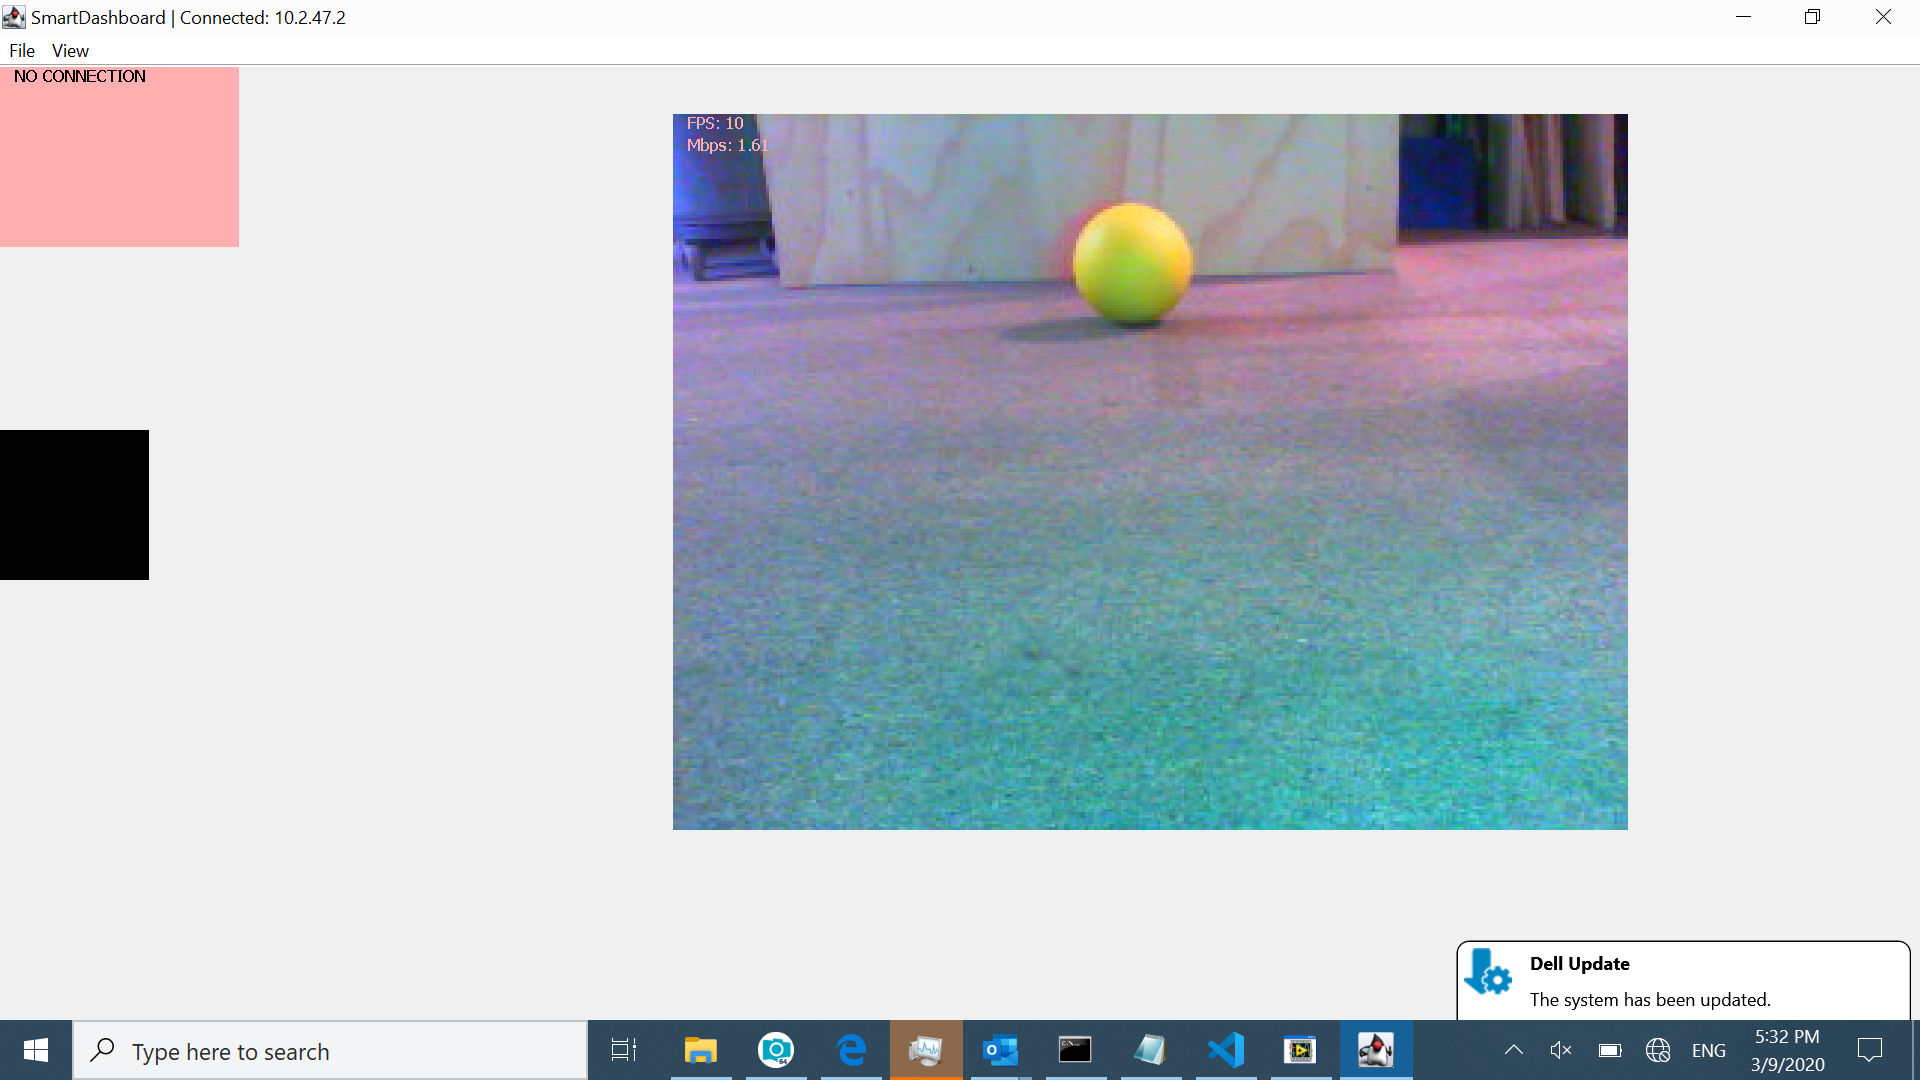 SmartDashboard | Connected: 10.2.47.2
File View
NO CONNECTION
FPS: 10
Mbps: 1.61
Dell Update
The system has been updated.
Type here to search
64
C:\
ENG
5:32 PM
3/9/2020